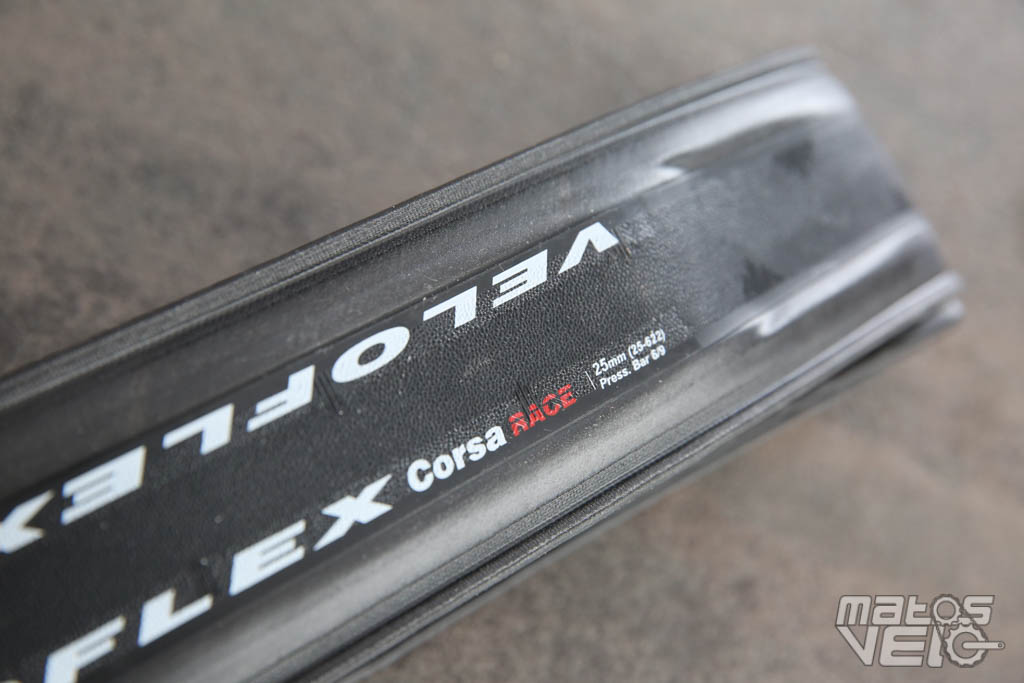 VELOFLEX
FLEX Corsa RACE
25mm (25-622)
Press. Bar 6/9
matos
velo